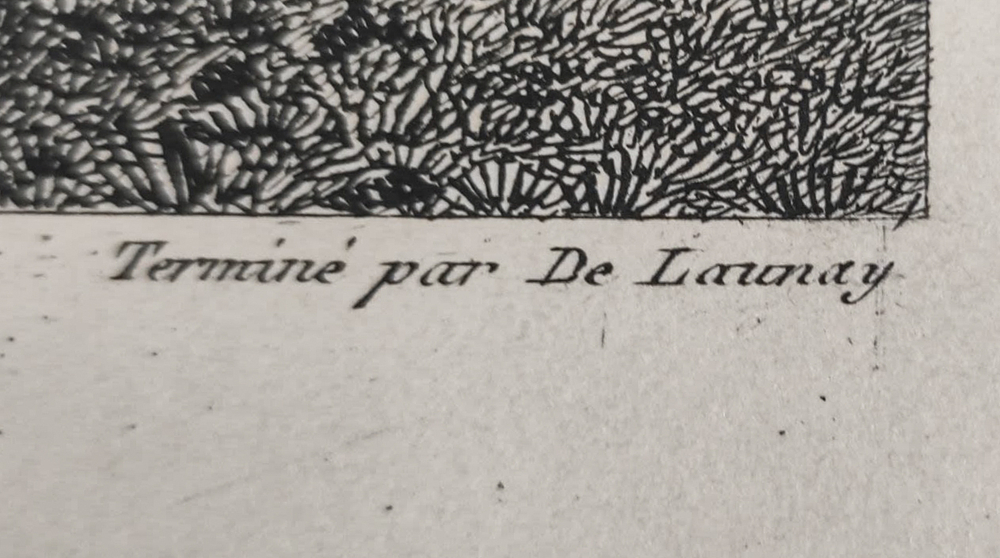 Terminé par De Launay